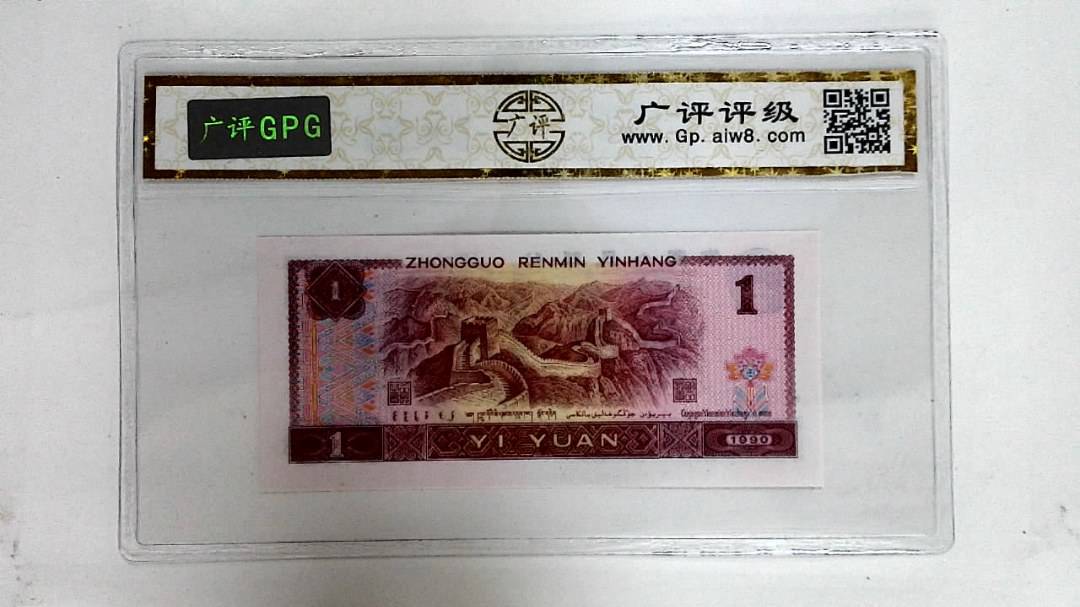 广评GPG
广评
广评评级
www.Gp.aiw8.com
ZHONGGUO RENMIN YINHANG
1
1
1
YI YUAN
1990